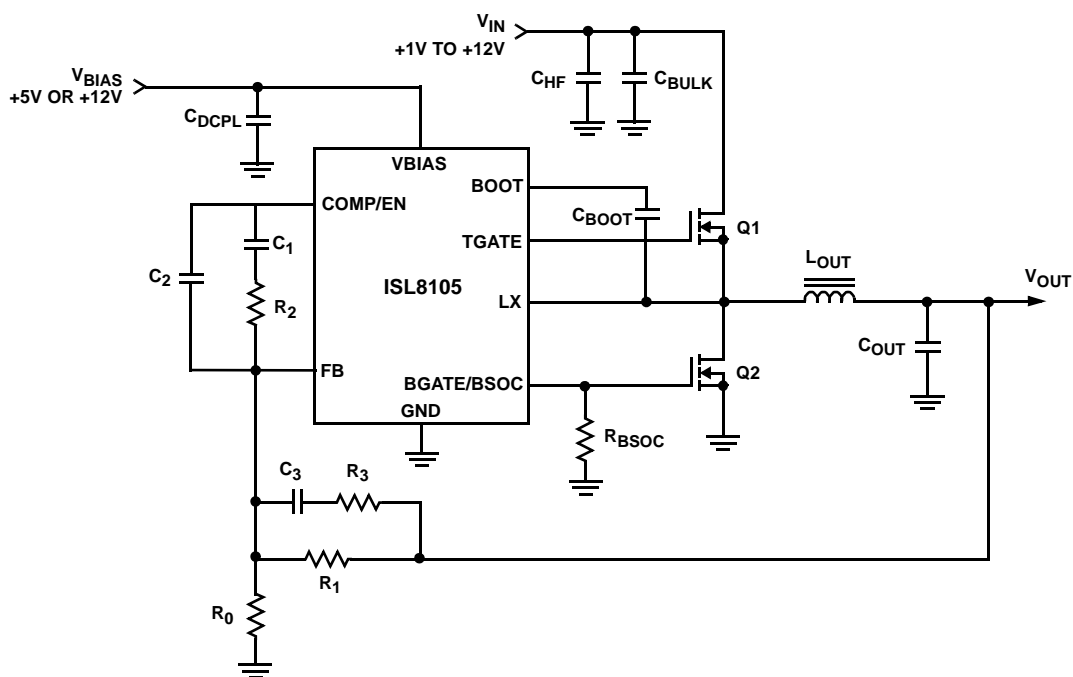 VIN
+1V TO +12V
VBIAS
+5V OR +12V
CHF
CBULK
CDCPL
VBIAS
BOOT
COMP/EN
CBOOT
Q1
TGATE
C1
C2
LOUT
VOUT
ISL8105
R2
LX
COUT
FB
Q2
BGATE/BSOC
GND
RBSOC
C3
R3
R1
R0